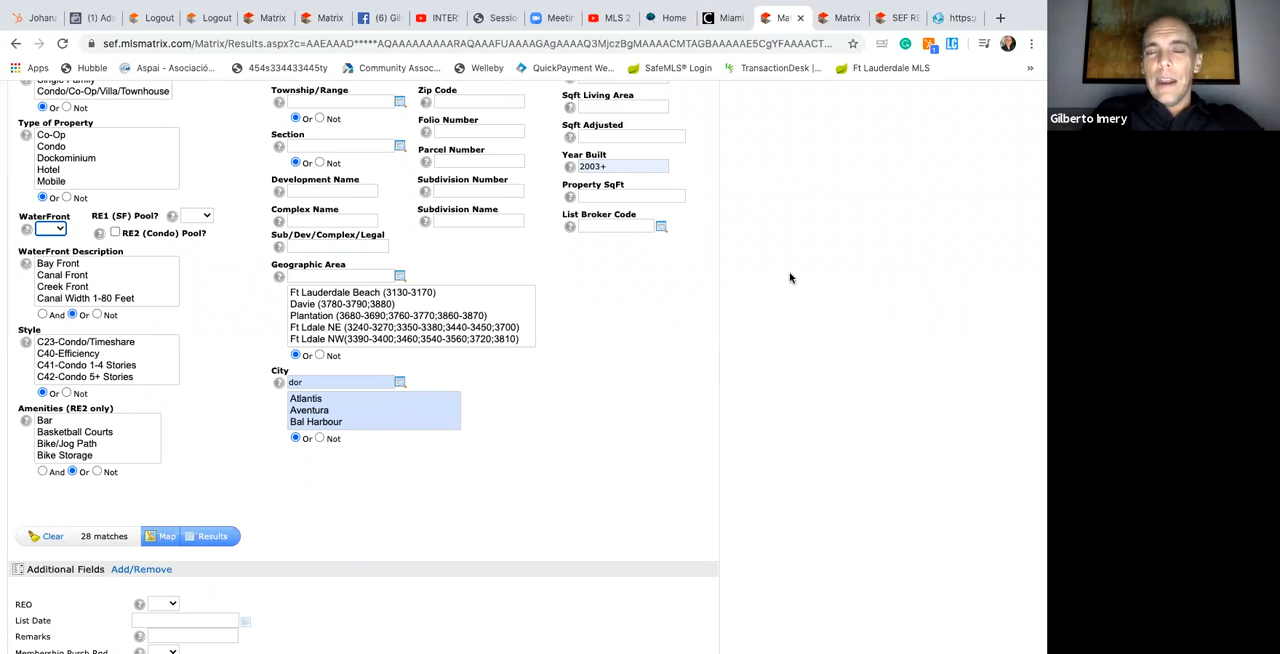 Johan
(1) Ads
Logout
Logout
Matrix
Matrix
(6) Gil
INTER
Sessio
Meetin
MLS 2
Home
Miami
Mat
Matrix
SEF RE
https:/
sef.mlsmatrix.com/Matrix/Results.aspx?c=AAEAAAD*****AQAAAAAAAAARAQAAAFUAAAAGAgAAAAQ3MjczBgMAAAACMTAGBAAAAAE5CgYFAAAACT...
Apps
Hubble
Aspai - Asociació...
454s334433445ty
Community Assoc...
Webeby
QuickPayment We...
SafeMLS® Login
TransactionDesk |...
Ft Lauderdale MLS
»
Single Family
Condo/Co-Op/Villa/Townhouse
Or Not
Type of Property
Co-Op
Condo
Dockominium
Hotel
Mobile
Or Not
WaterFront
RE1 (SF) Pool?
RE2 (Condo) Pool?
WaterFront Description
Bay Front
Canal Front
Creek Front
Canal Width 1-80 Feet
And Or Not
Style
C23-Condo/Timeshare
C40-Efficiency
C41-Condo 1-4 Stories
C42-Condo 5+ Stories
Or Not
Amenities (RE2 only)
Bar
Basketball Courts
Bike/Jog Path
Bike Storage
And Or Not
Township/Range
Or Not
Section
Or Not
Development Name
Complex Name
Sub/Dev/Complex/Legal
Geographic Area
Ft Lauderdale Beach (3130-3170)
Davie (3780-3790;3880)
Plantation (3680-3690;3760-3770;3860-3870)
Ft Ldale NE (3240-3270;3350-3380;3440-3450;3700)
Ft Ldale NW(3390-3400;3460;3540-3560;3720;3810)
Or Not
City
dor
Atlantis
Aventura
Bal Harbour
Or Not
Zip Code
Folio Number
Parcel Number
Subdivision Number
Subdivision Name
Sqft Living Area
Sqft Adjusted
Year Built
2003+
Property SqFt
List Broker Code
Clear
28 matches
Map
Results
Additional Fields Add/Remove
REO
List Date
Remarks
Membership Purch Rqd
Gilberto Imery